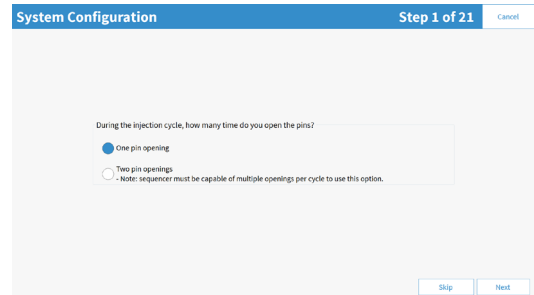 System Configuration
Step 1 of 21
Cancel
During the injection cycle, how many time do you open the pins?
One pin opening
Two pin openings
- Note: sequencer must be capable of multiple openings per cycle to use this option.
Skip
Next